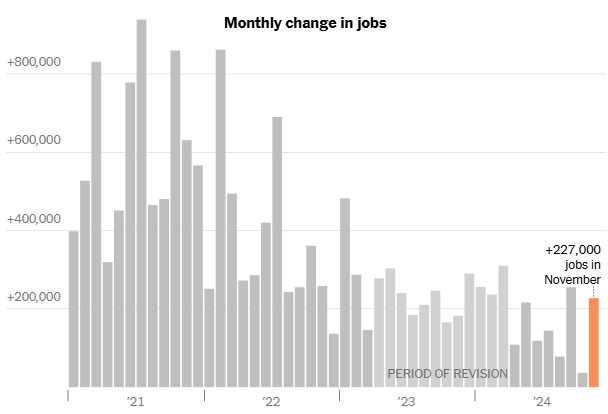 Monthly change in jobs
+800,000
+600,000
+400,000
+227,000
jobs in
November
+200,000
PERIOD OF REVISION
’21
’22
’23
’24